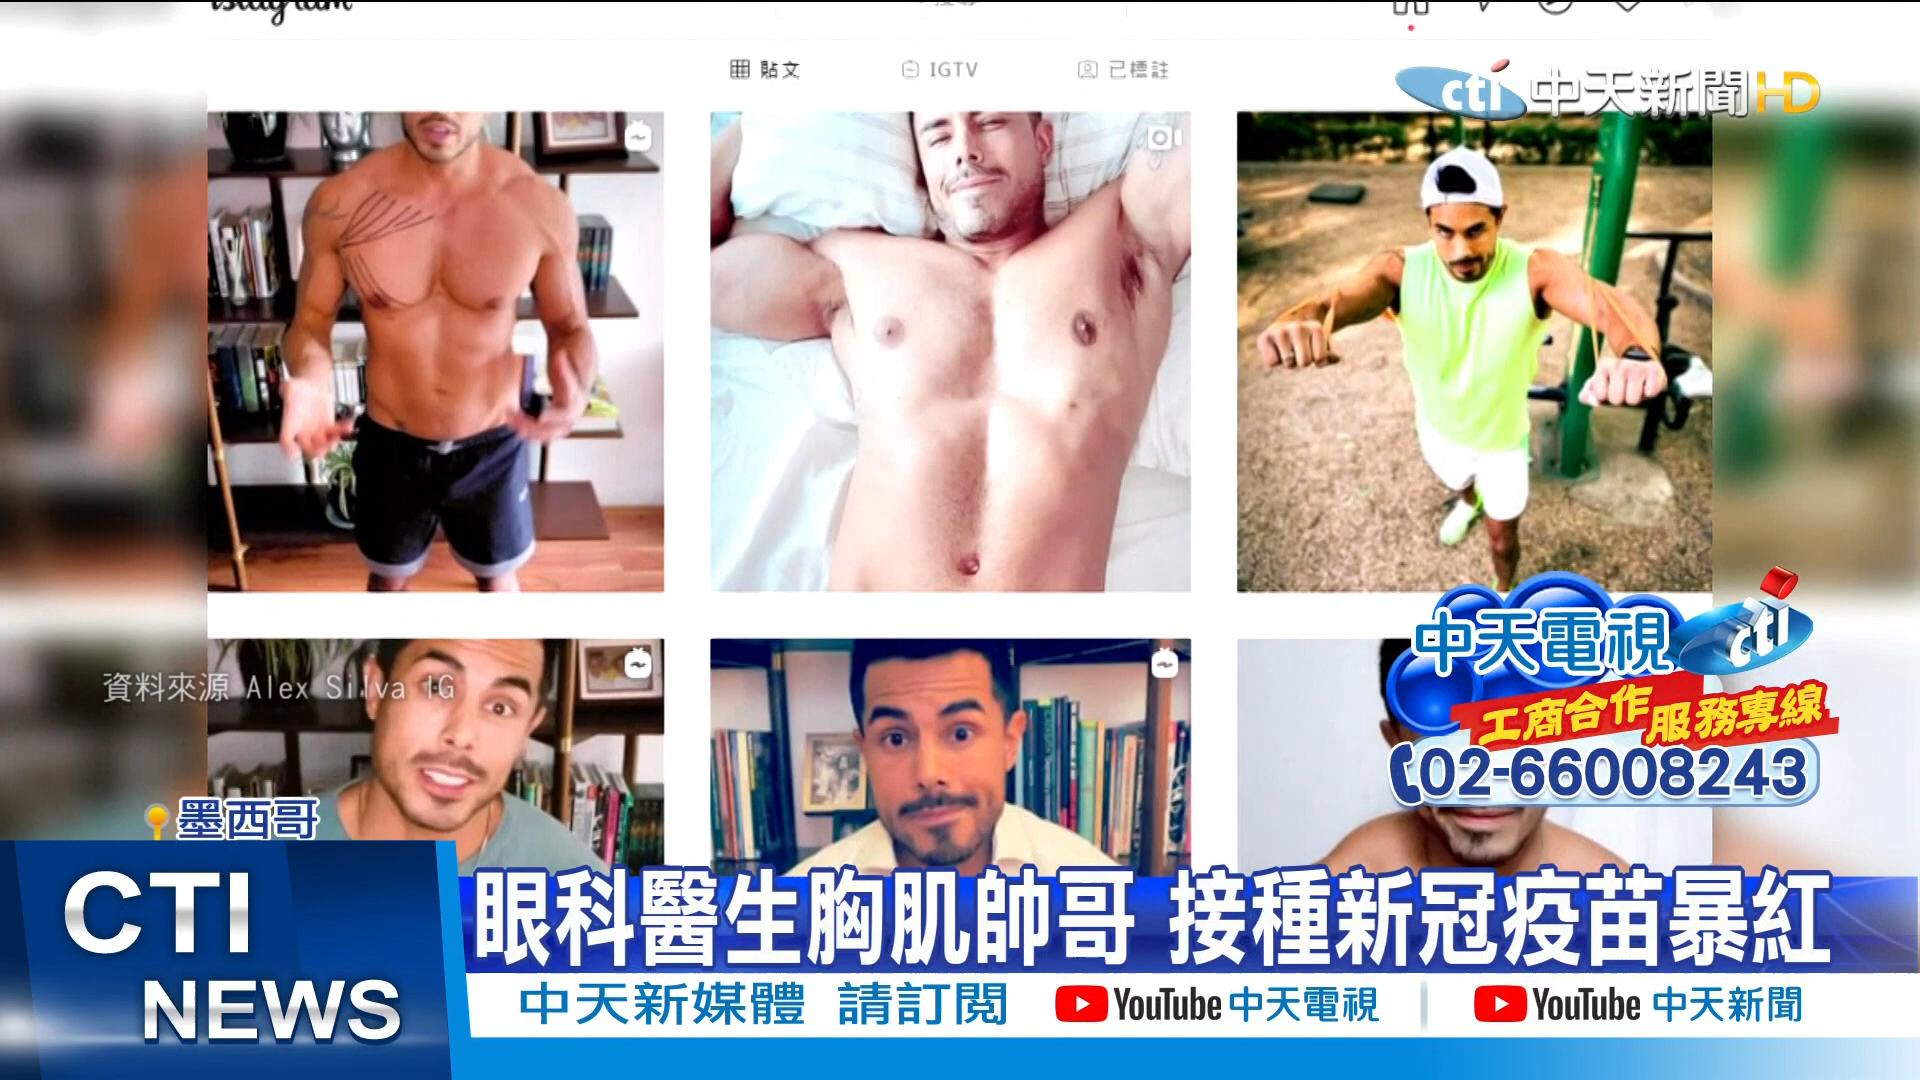 貼文
IGTV
已標註
cti 中天新聞HD
資料來源 Alex Silva IG
中天電視 cti
工商合作 服務專線
02-66008243
墨西哥
CTI NEWS
眼科醫生胸肌帥哥 接種新冠疫苗暴紅
中天新媒體 請訂閱 YouTube 中天電視 YouTube 中天新聞